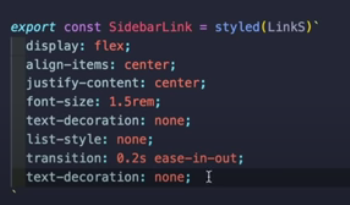 export const SidebarLink = styled(LinkS)`
display: flex;
align-items: center;
justify-content: center;
font-size: 1.5rem;
text-decoration: none;
list-style: none;
transition: 0.2s ease-in-out;
text-decoration: none;
`